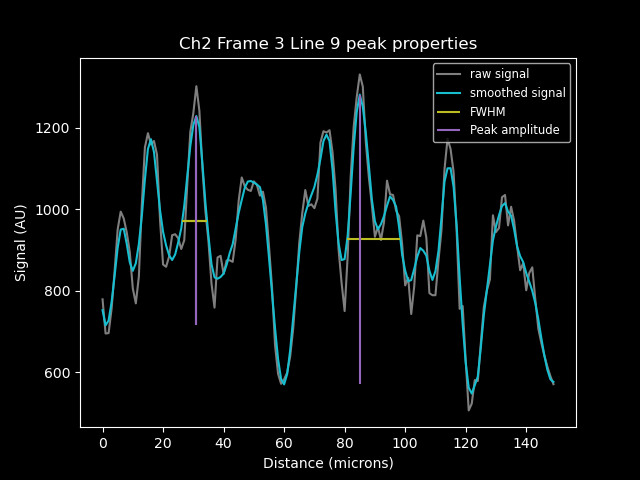 Ch2 Frame 3 Line 9 peak properties
raw signal
smoothed signal
FWHM
Peak amplitude
Signal (AU)
1200
1000
800
600
0 20 40 60 80 100 120 140
Distance (microns)